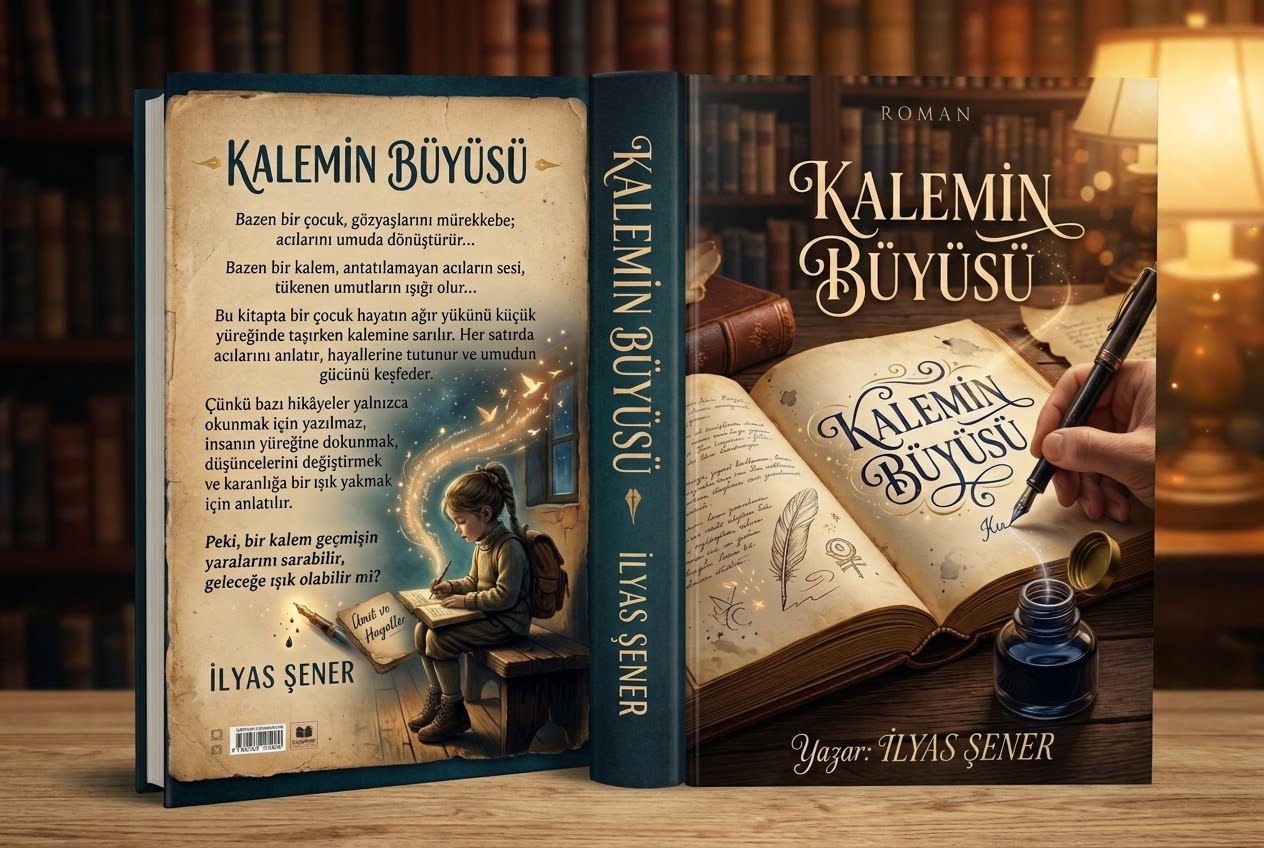 KALEMİN BÜYÜSÜ
Bazen bir çocuk, gözyaşlarını mürekkebe;
acılarını umuda dönüştürür...
Bazen bir kalem, antatılamayan acıların sesi,
tükenen umutların ışığı olur...
Bu kitapta bir çocuk hayatın ağır yükünü küçük
yüreğinde taşırken kalemine sarılır. Her satırda
acılarını anlatır, hayallerine tutunur ve umudun
gücünü keşfeder.
Çünkü bazı hikâyeler yalnızca
okunmak için yazılmaz,
insanın yüreğine dokunmak,
düşüncelerini değiştirmek
ve karanlığa bir ışık yakmak
için anlatılır.
Peki, bir kalem geçmişin
yaralarını sarabilir,
geleceğe ışık olabilir mi?
Umit vo
Hagoller
İLYAS ŞENER
KALEMİN BÜYÜSÜ
İLYAS ŞENER
ROMAN
KALEMİN
BÜYÜSÜ
KALEMİN
BÜYÜSÜ
Yazar: İLYAS ŞENER